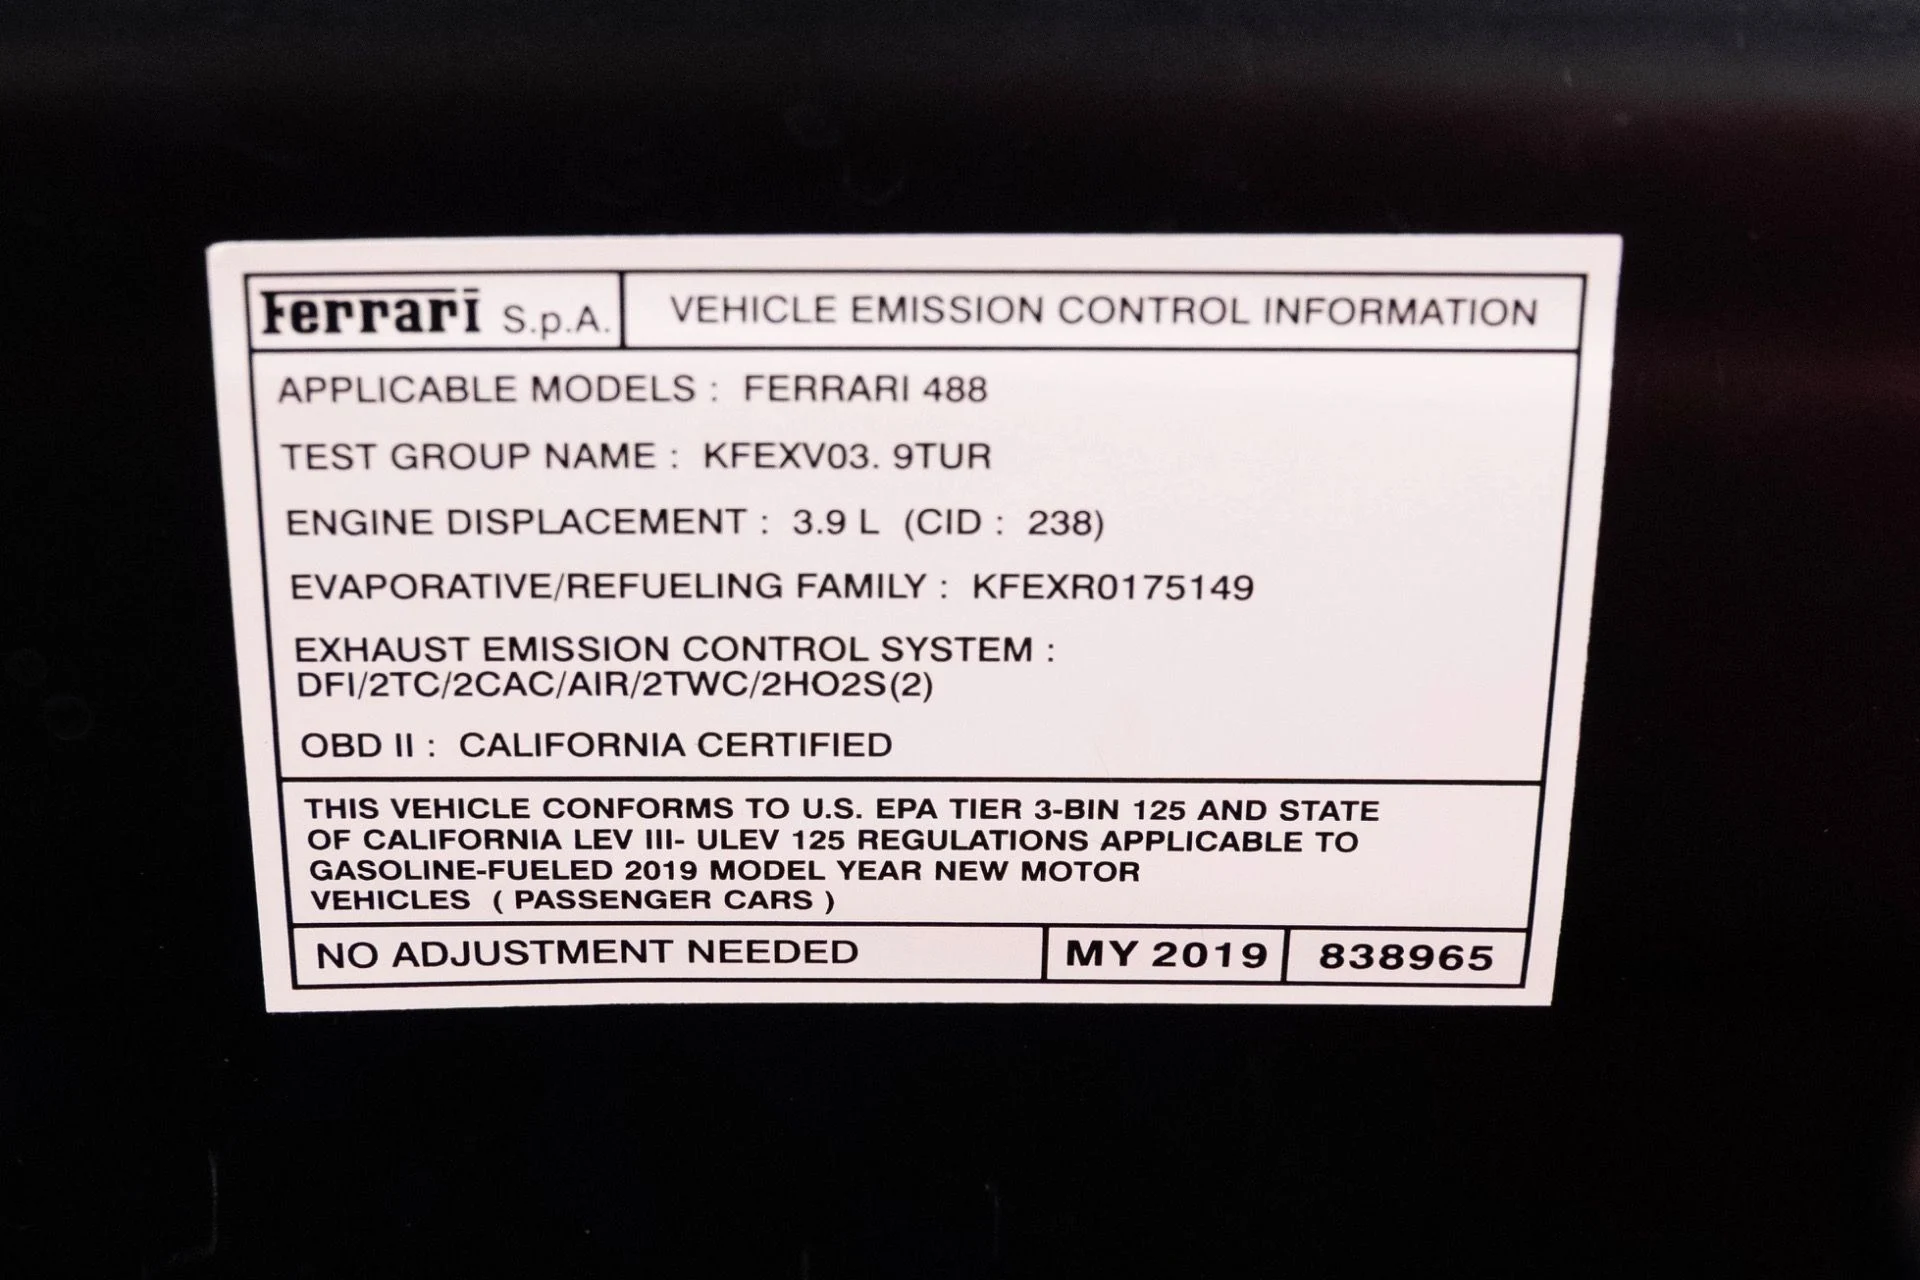 Ferrari S.p.A. VEHICLE EMISSION CONTROL INFORMATION
APPLICABLE MODELS : FERRARI 488
TEST GROUP NAME : KFEXV03. 9TUR
ENGINE DISPLACEMENT : 3.9 L (CID : 238)
EVAPORATIVE/REFUELING FAMILY : KFEXR0175149
EXHAUST EMISSION CONTROL SYSTEM :
DFI/2TC/2CAC/AIR/2TWC/2HO2S(2)
OBD II : CALIFORNIA CERTIFIED
THIS VEHICLE CONFORMS TO U.S. EPA TIER 3-BIN 125 AND STATE
OF CALIFORNIA LEV III- ULEV 125 REGULATIONS APPLICABLE TO
GASOLINE-FUELED 2019 MODEL YEAR NEW MOTOR
VEHICLES ( PASSENGER CARS )
NO ADJUSTMENT NEEDED MY 2019 838965